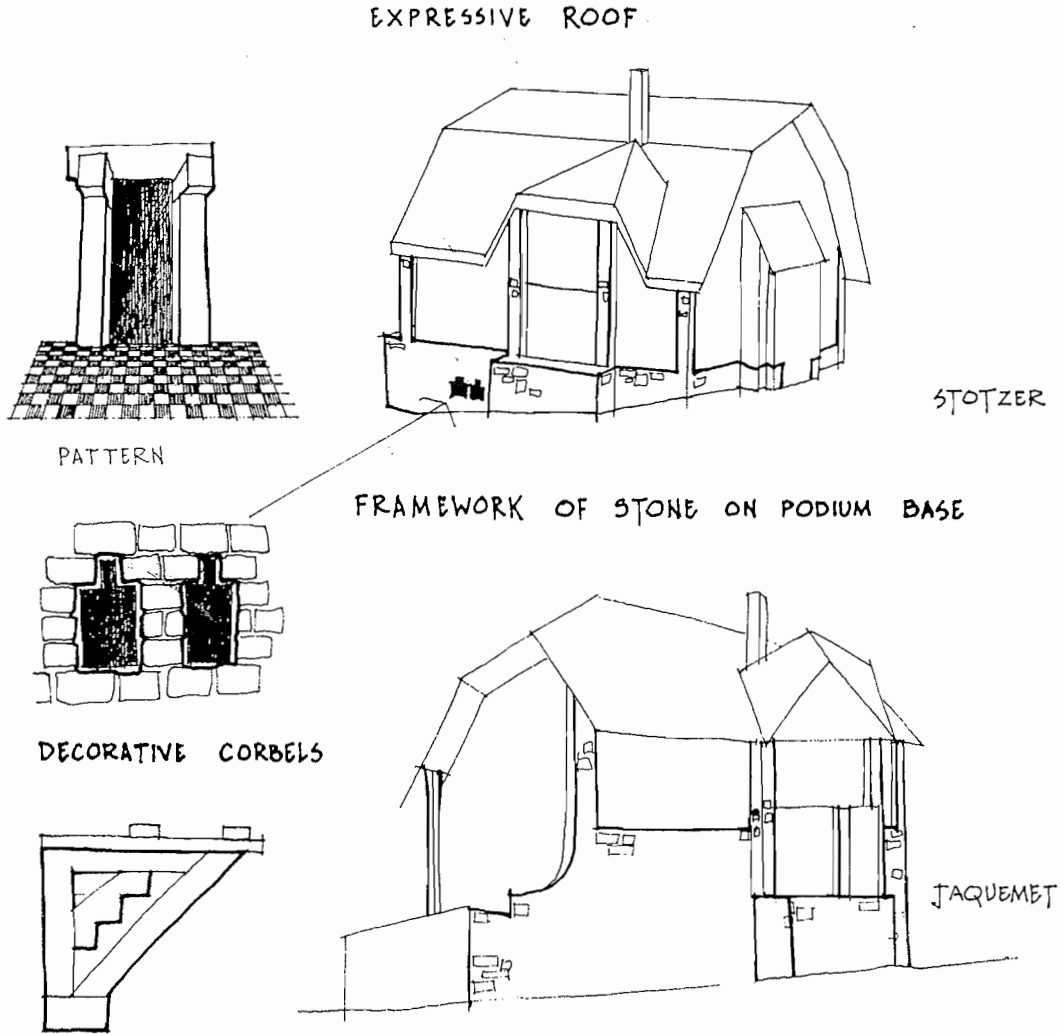 EXPRESSIVE ROOF
STOTZER
PATTERN
FRAMEWORK OF STONE ON PODIUM BASE
DECORATIVE CORBELS
JAQUEMET